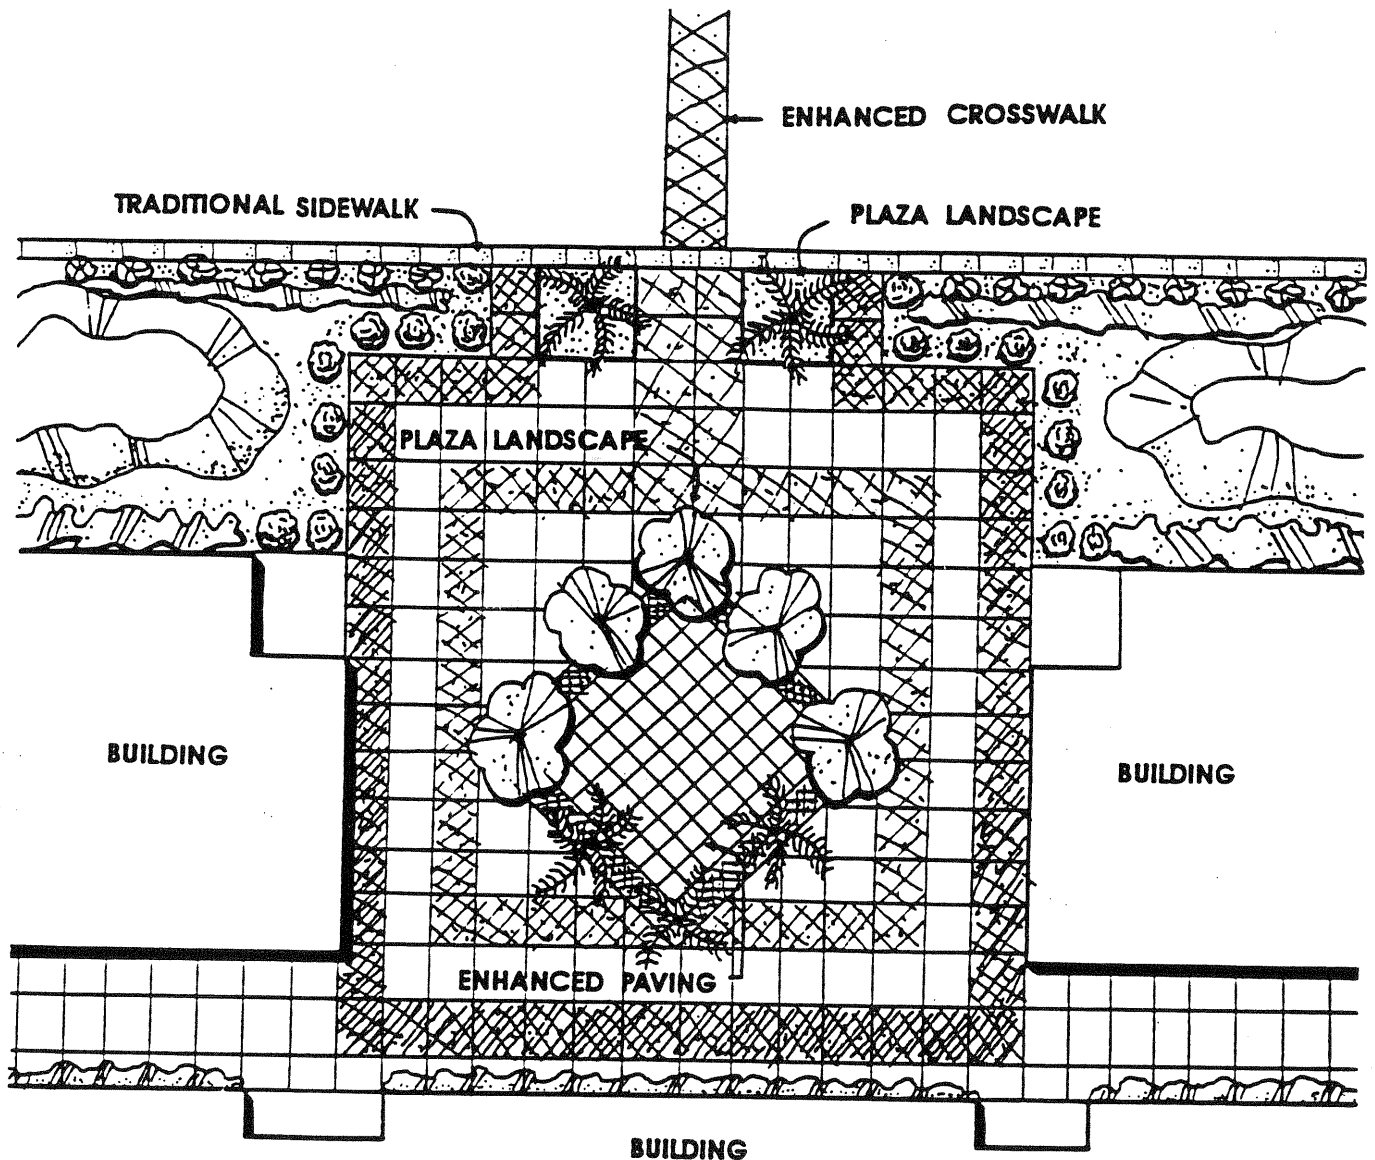 ENHANCED CROSSWALK
TRADITIONAL SIDEWALK
PLAZA LANDSCAPE
PLAZA LANDSCAPE
BUILDING
BUILDING
ENHANCED PAVING
BUILDING